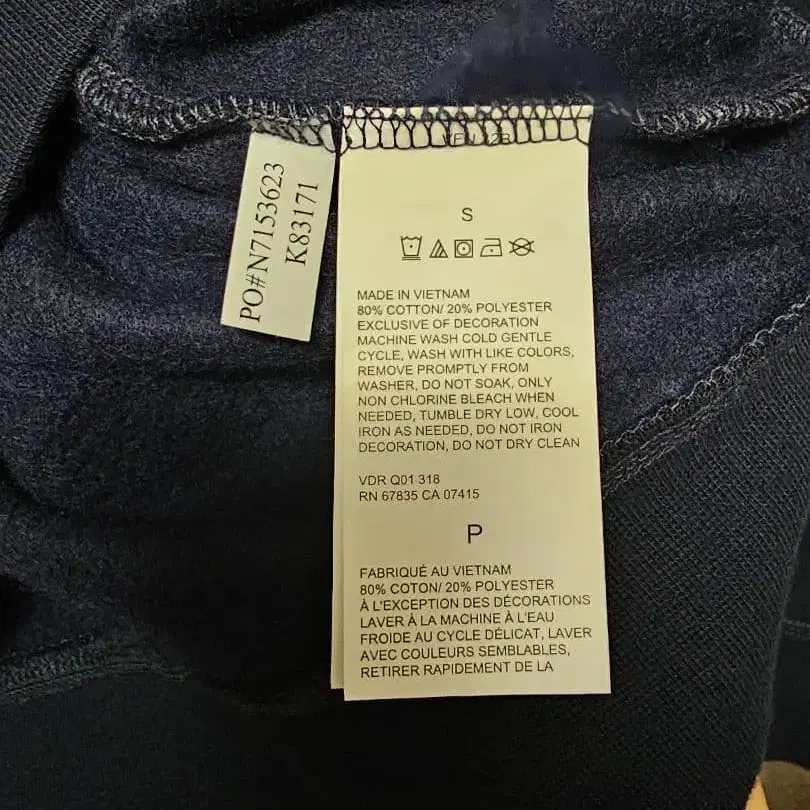 PO#N7153623
K83171
S
MADE IN VIETNAM
80% COTTON/ 20% POLYESTER
EXCLUSIVE OF DECORATION
MACHINE WASH COLD GENTLE
CYCLE, WASH WITH LIKE COLORS,
REMOVE PROMPTLY FROM
WASHER, DO NOT SOAK, ONLY
NON CHLORINE BLEACH WHEN
NEEDED, TUMBLE DRY LOW, COOL
IRON AS NEEDED, DO NOT IRON
DECORATION, DO NOT DRY CLEAN
VDR Q01 318
RN 67835 CA 07415
P
FABRIQUÉ AU VIETNAM
80% COTON/ 20% POLYESTER
À L'EXCEPTION DES DÉCORATIONS
LAVER À LA MACHINE À L'EAU
FROIDE AU CYCLE DÉLICAT, LAVER
AVEC COULEURS SEMBLABLES,
RETIRER RAPIDEMENT DE LA